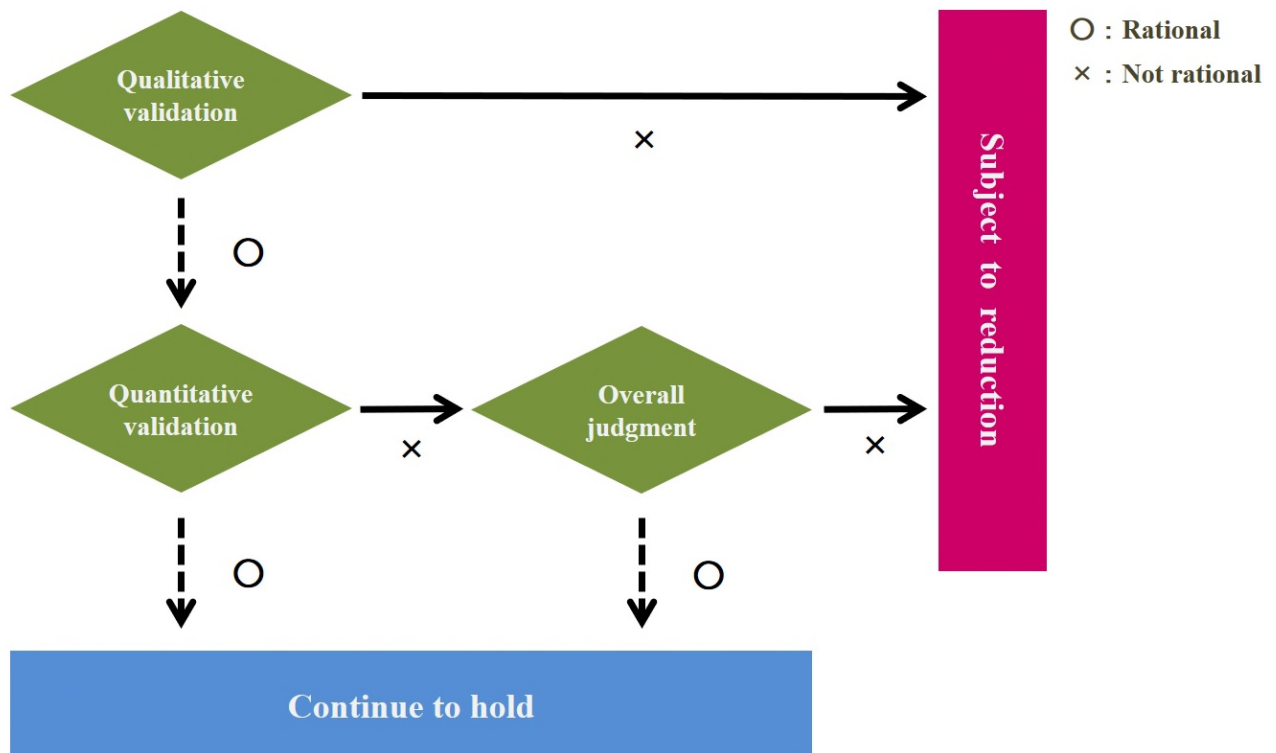 Qualitative
validation
○ : Rational
× : Not rational
×
Subject to reduction
○
Quantitative
validation
×
Overall
judgment
×
○
○
Continue to hold